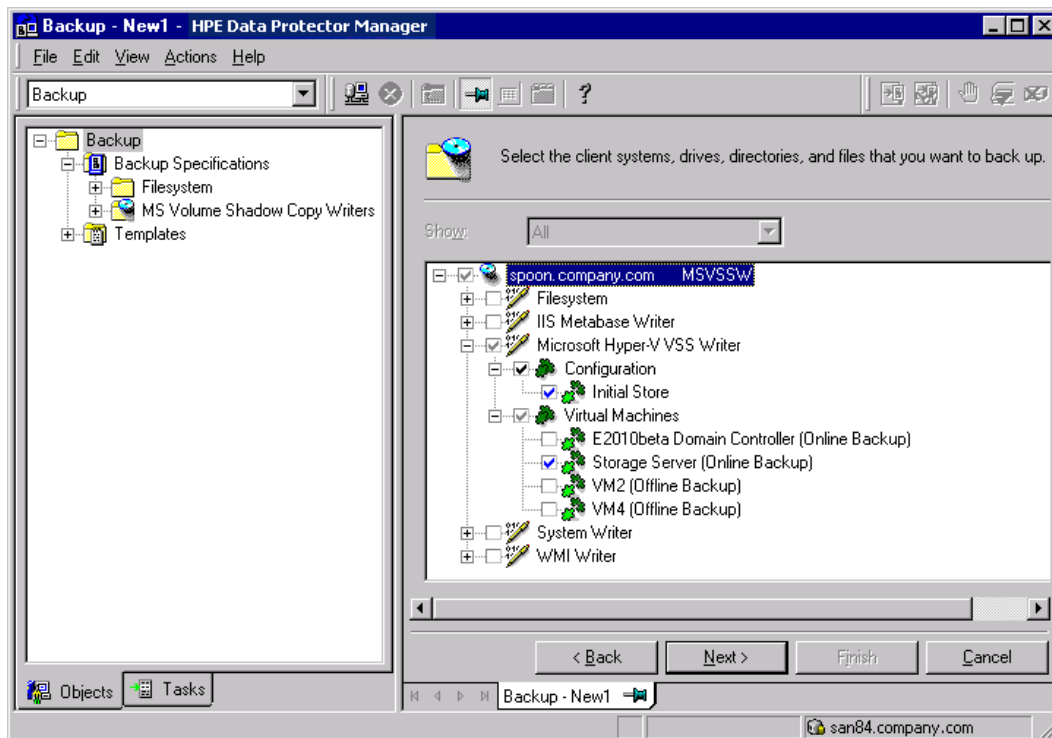 Backup - New1 - HPE Data Protector Manager
File Edit View Actions Help
Backup
Backup
Backup Specifications
Filesystem
MS Volume Shadow Copy Writers
Templates
Objects
Tasks
Select the client systems, drives, directories, and files that you want to back up.
Show: All
spoon.company.com MSVSSW
Filesystem
IIS Metabase Writer
Microsoft Hyper-V VSS Writer
Configuration
Initial Store
Virtual Machines
E2010beta Domain Controller (Online Backup)
Storage Server (Online Backup)
VM2 (Offline Backup)
VM4 (Offline Backup)
System Writer
WMI Writer
< Back Next > Finish Cancel
Backup - New1
san84.company.com